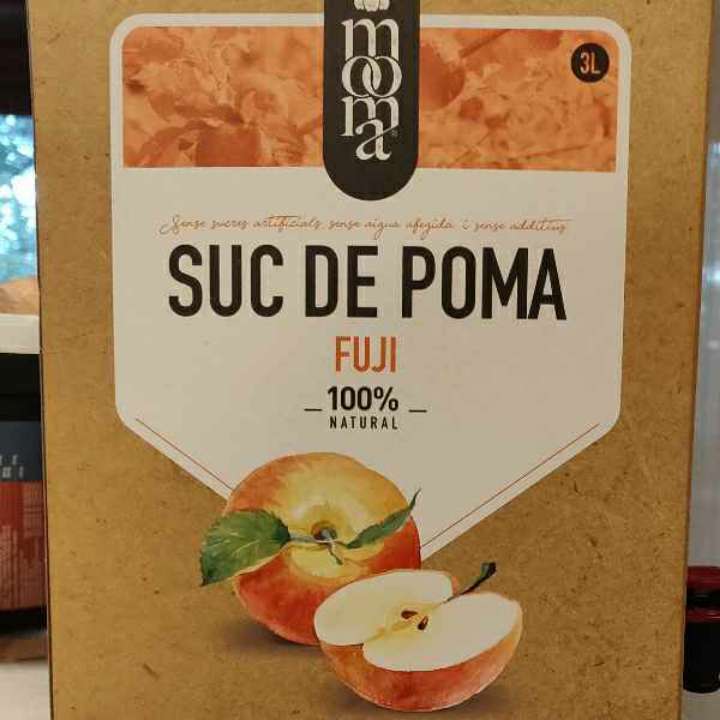 mooma
3L
Sense sucres artificials, sense aigua afegida i sense additius
SUC DE POMA
FUJI
100%
NATURAL